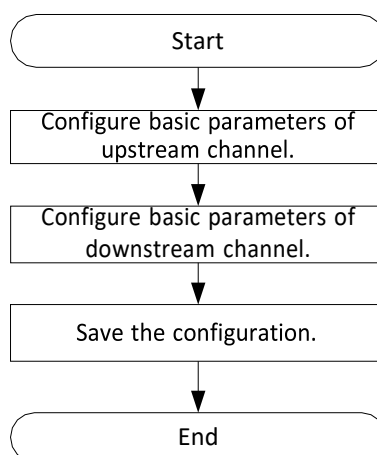 Start
Configure basic parameters of
upstream channel.
Configure basic parameters of
downstream channel.
Save the configuration.
End